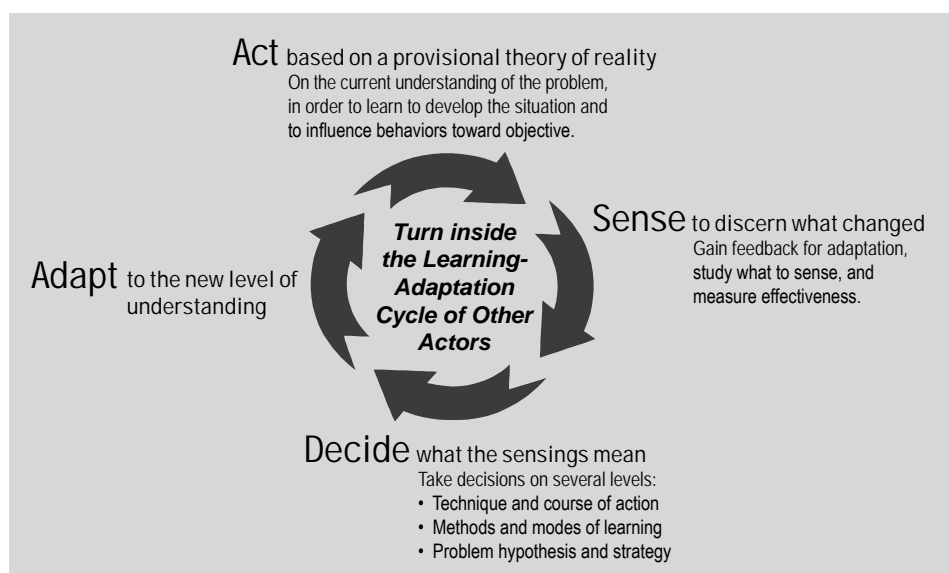 Act based on a provisional theory of reality
On the current understanding of the problem,
in order to learn to develop the situation and
to influence behaviors toward objective.
Sense to discern what changed
Gain feedback for adaptation,
study what to sense, and
measure effectiveness.
Decide what the sensings mean
Take decisions on several levels:
• Technique and course of action
• Methods and modes of learning
• Problem hypothesis and strategy
Adapt to the new level of
understanding
Turn inside
the Learning-
Adaptation
Cycle of Other
Actors